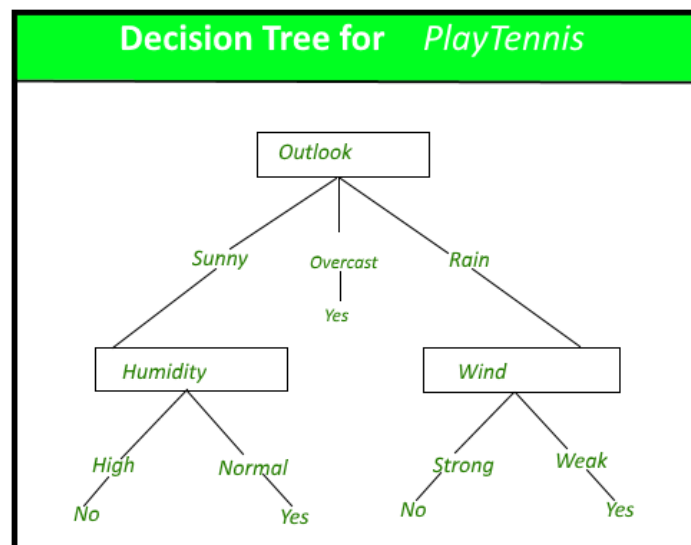 Decision Tree for PlayTennis
Outlook
Sunny Overcast Rain
Yes
Humidity Wind
High Normal Strong Weak
No Yes No Yes